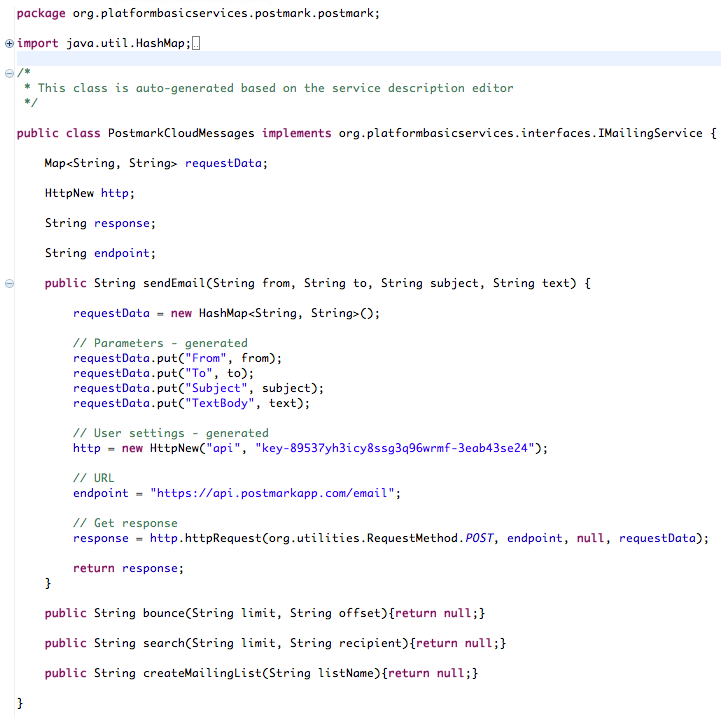 package org.platformbasicservices.postmark.postmark;
import java.util.HashMap;
/*
 * This class is auto-generated based on the service description editor
 */
public class PostmarkCloudMessages implements org.platformbasicservices.interfaces.IMailingService {
    Map<String, String> requestData;
    HttpNew http;
    String response;
    String endpoint;
    public String sendEmail(String from, String to, String subject, String text) {
        requestData = new HashMap<String, String>();
        // Parameters - generated
        requestData.put("From", from);
        requestData.put("To", to);
        requestData.put("Subject", subject);
        requestData.put("TextBody", text);
        // User settings - generated
        http = new HttpNew("api", "key-89537yh3icy8ssg3q96wrmf-3eab43se24");
        // URL
        endpoint = "https://api.postmarkapp.com/email";
        // Get response
        response = http.httpRequest(org.utilities.RequestMethod.POST, endpoint, null, requestData);
        return response;
    }
    public String bounce(String limit, String offset){return null;}
    public String search(String limit, String recipient){return null;}
    public String createMailingList(String listName){return null;}
}